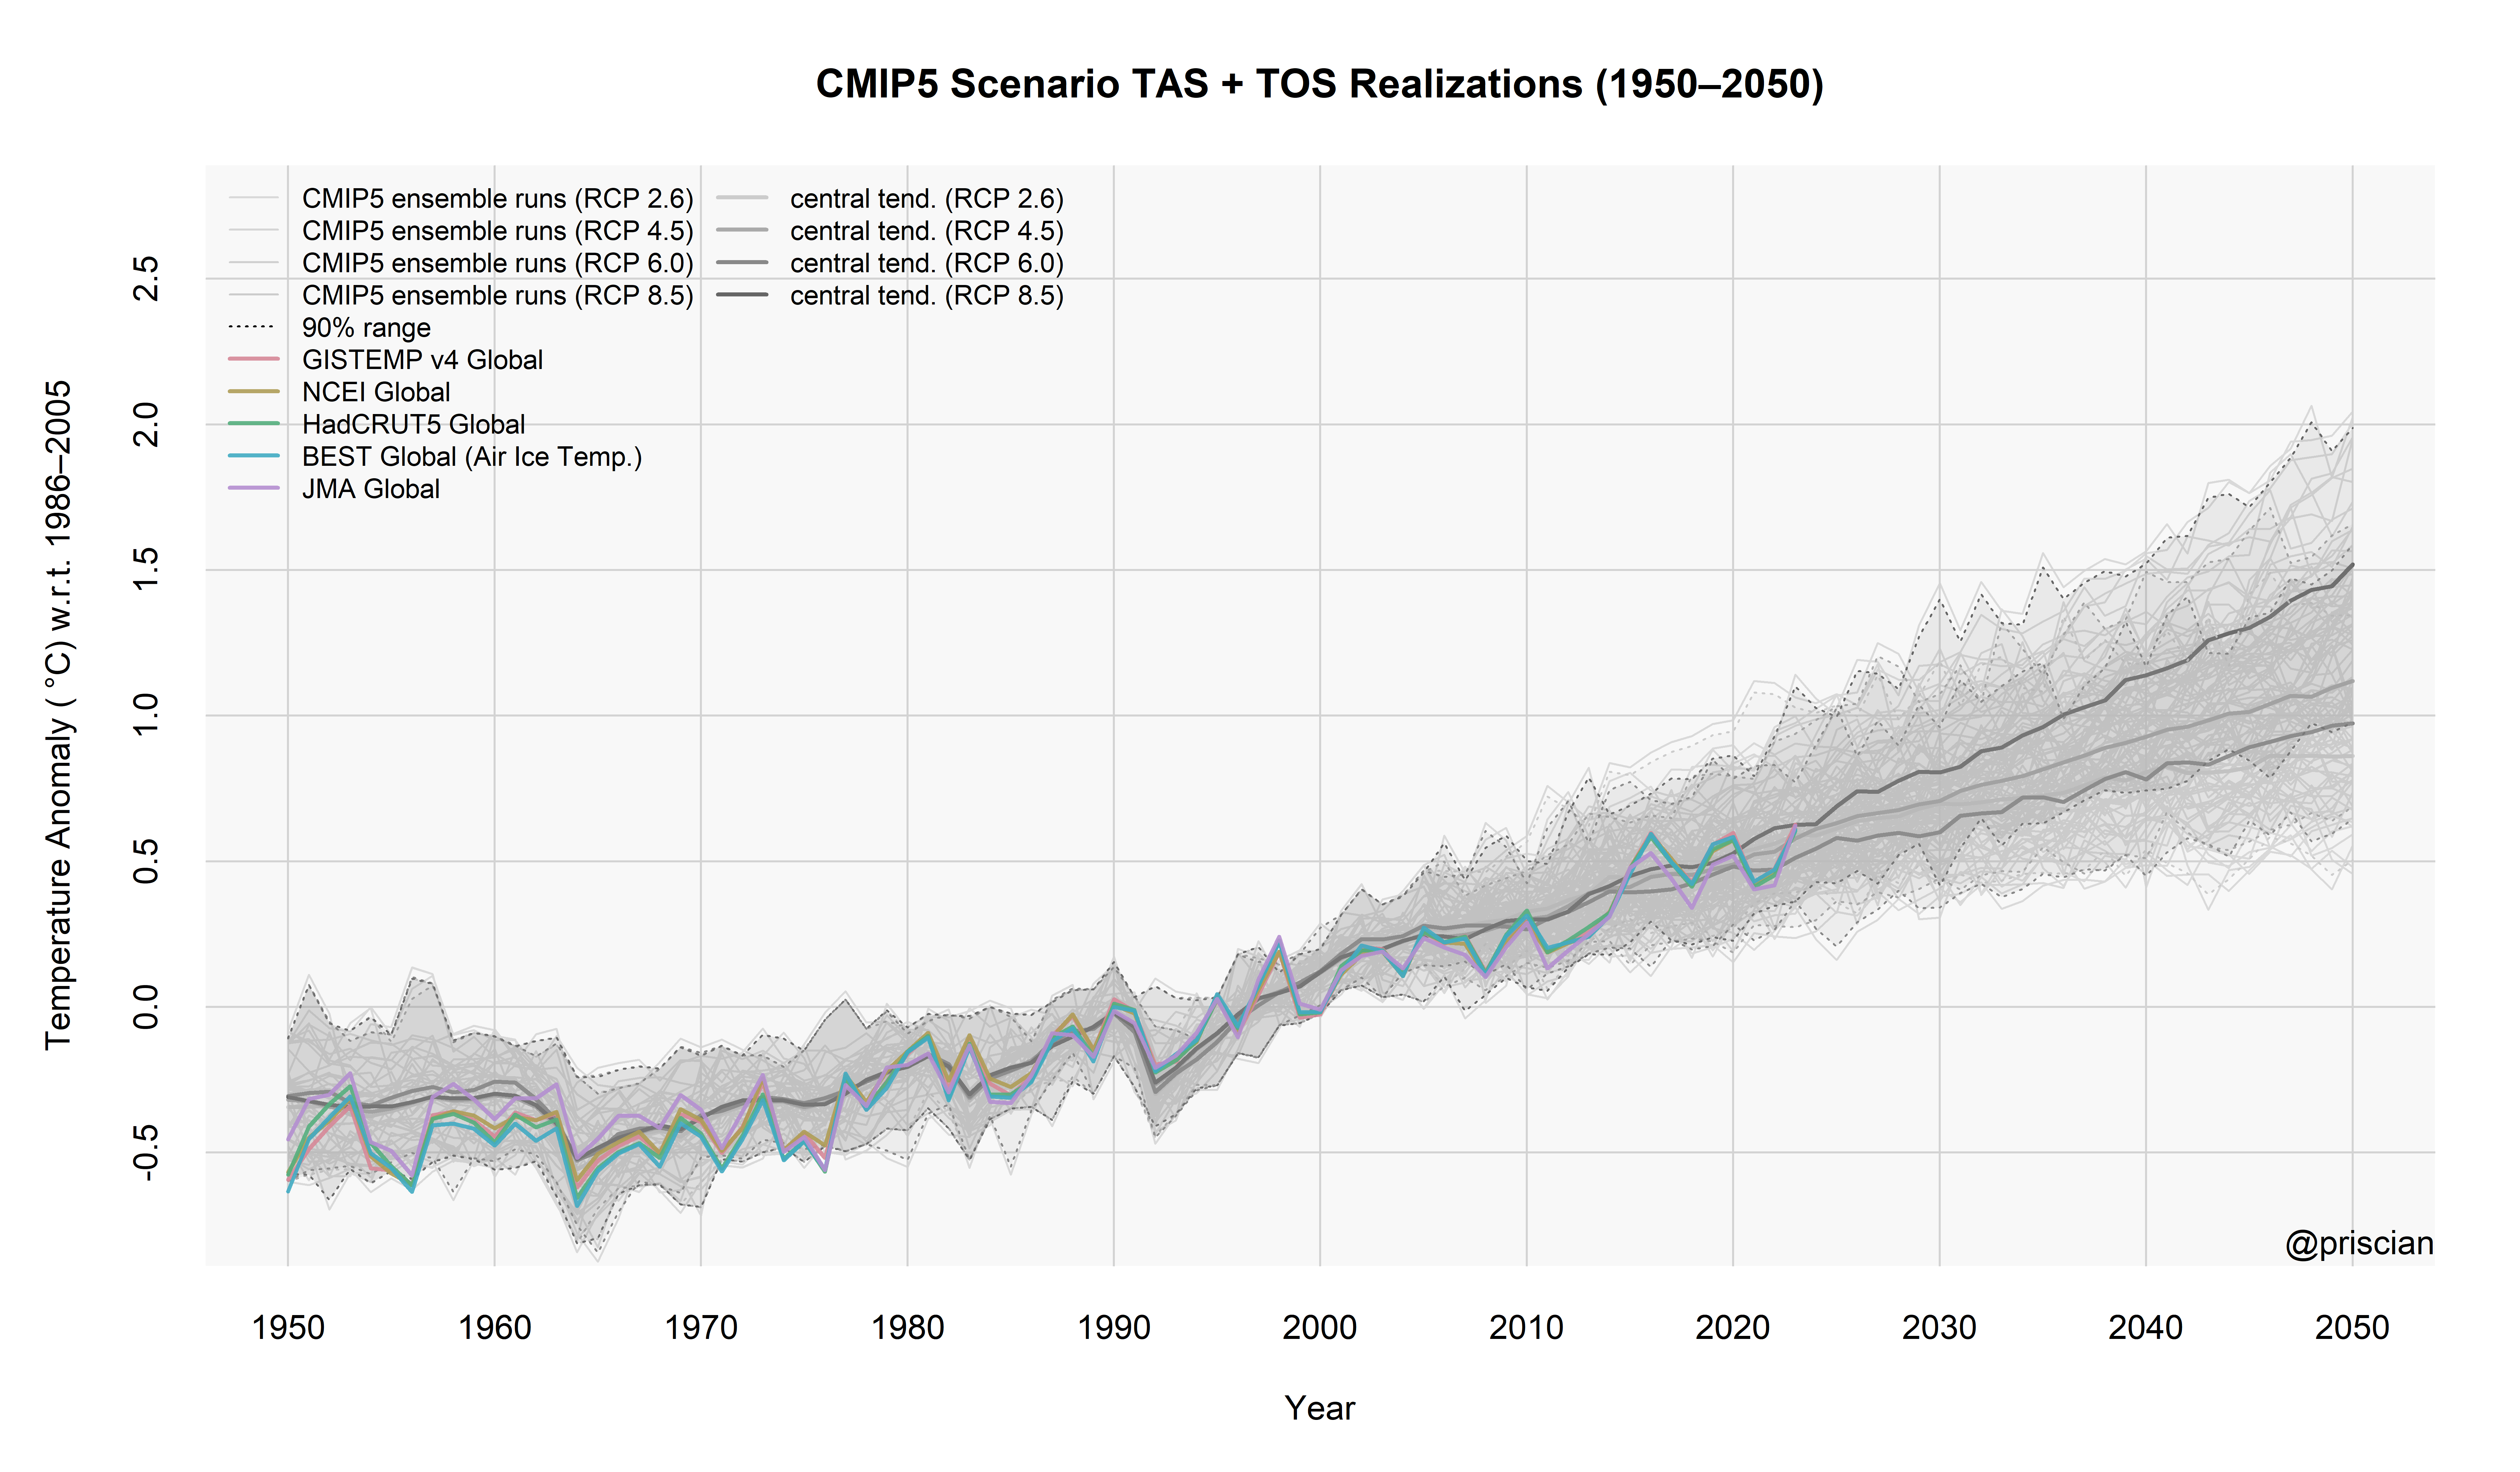 CMIP5 Scenario TAS + TOS Realizations (1950–2050)
CMIP5 ensemble runs (RCP 2.6) central tend. (RCP 2.6)
CMIP5 ensemble runs (RCP 4.5) central tend. (RCP 4.5)
CMIP5 ensemble runs (RCP 6.0) central tend. (RCP 6.0)
CMIP5 ensemble runs (RCP 8.5) central tend. (RCP 8.5)
90% range
GISTEMP v4 Global
NCEI Global
HadCRUT5 Global
BEST Global (Air Ice Temp.)
JMA Global
Temperature Anomaly ( °C) w.r.t. 1986–2005
2.5
2.0
1.5
1.0
0.5
0.0
-0.5
@priscian
1950 1960 1970 1980 1990 2000 2010 2020 2030 2040 2050
Year